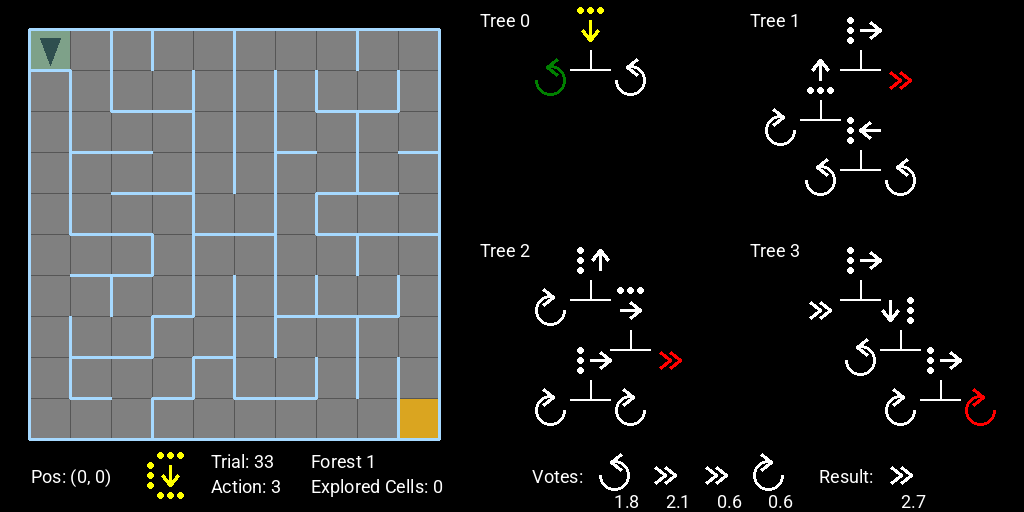 Tree 0
Tree 1
Tree 2
Tree 3
Pos: (0, 0)
Trial: 33
Forest 1
Action: 3
Explored Cells: 0
Votes:
1.8
2.1
0.6
0.6
Result:
2.7